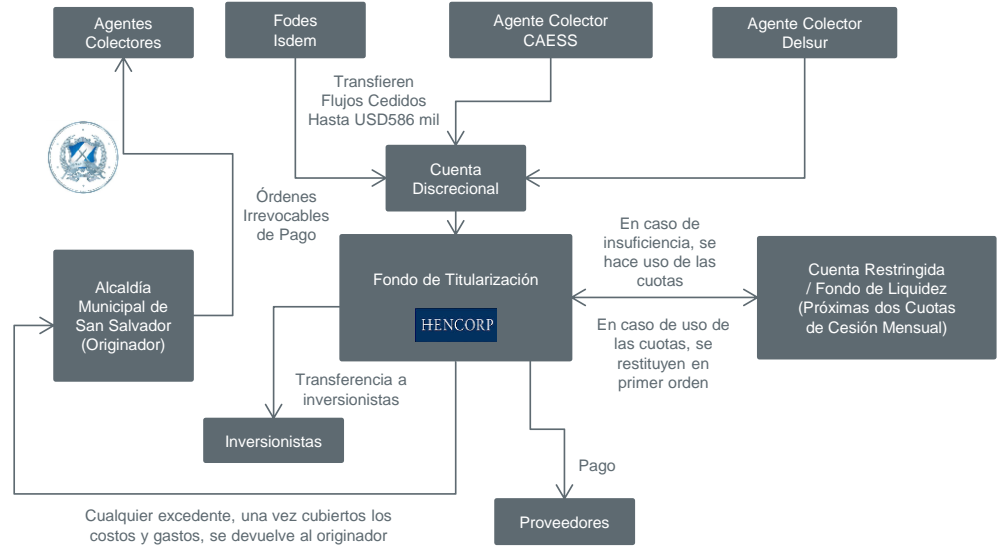 Agentes
Colectores
Fodes
Isdem
Agente Colector
CAESS
Agente Colector
Delsur
Transfieren
Flujos Cedidos
Hasta USD586 mil
Cuenta
Discrecional
Órdenes
Irrevocables
de Pago
Alcaldía
Municipal de
San Salvador
(Originador)
Fondo de Titularización
HENCORP
En caso de
insuficiencia, se
hace uso de las
cuotas
En caso de uso de
las cuotas, se
restituyen en
primer orden
Cuenta Restringida
/ Fondo de Liquidez
(Próximas dos Cuotas
de Cesión Mensual)
Transferencia a
inversionistas
Inversionistas
Pago
Proveedores
Cualquier excedente, una vez cubiertos los
costos y gastos, se devuelve al originador